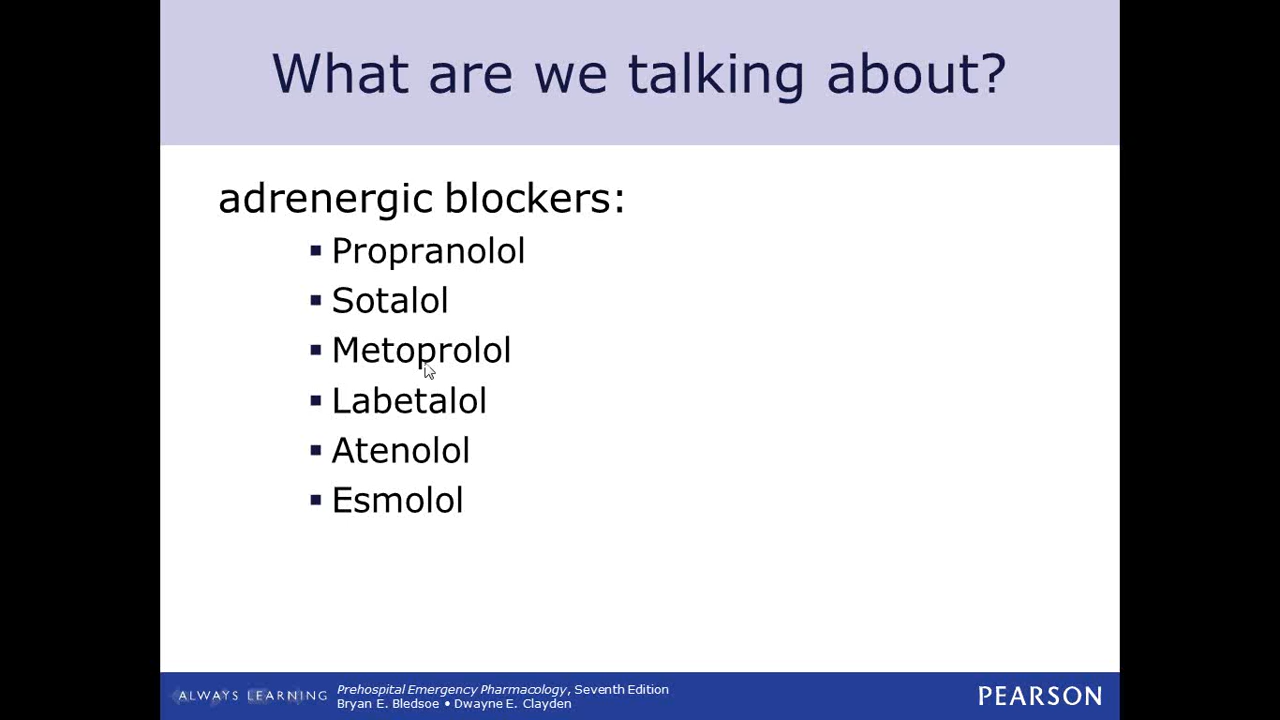 What are we talking about?
adrenergic blockers:
▪ Propranolol
▪ Sotalol
▪ Metoprolol
▪ Labetalol
▪ Atenolol
▪ Esmolol
ALWAYS LEARNING
Prehospital Emergency Pharmacology, Seventh Edition
Bryan E. Bledsoe • Dwayne E. Clayden
PEARSON